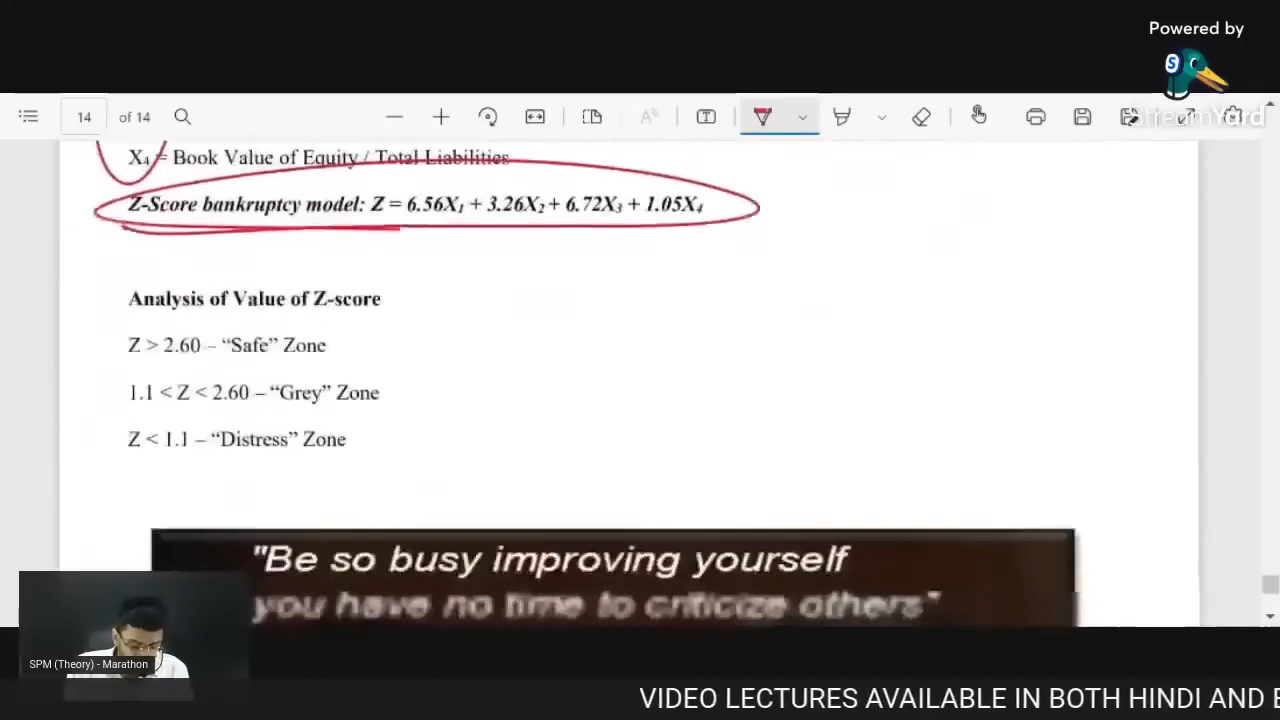 Powered by
S
14 of 14
StreamYard
X₄ = Book Value of Equity / Total Liabilities
Z-Score bankruptcy model: Z = 6.56X₁ + 3.26X₂ + 6.72X₃ + 1.05X₄
Analysis of Value of Z-score
Z > 2.60 – “Safe” Zone
1.1 < Z < 2.60 – “Grey” Zone
Z < 1.1 – “Distress” Zone
"Be so busy improving yourself
you have no time to criticize others"
SPM (Theory) - Marathon
VIDEO LECTURES AVAILABLE IN BOTH HINDI AND E